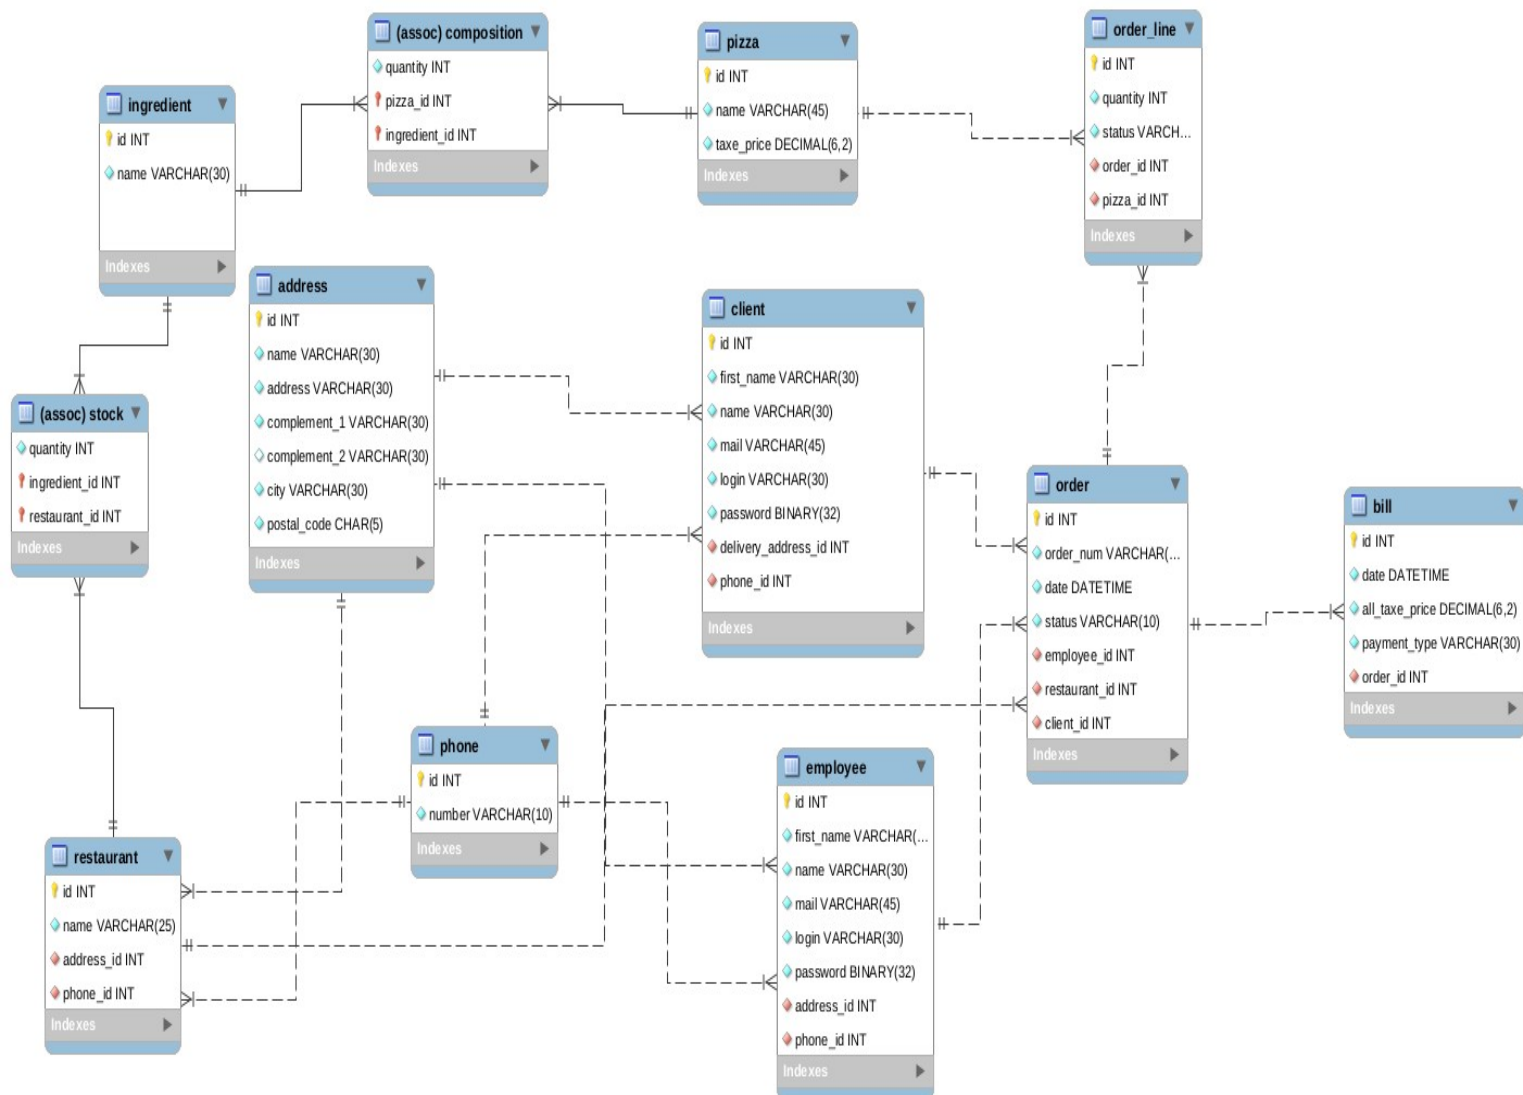 (assoc) composition
quantity INT
pizza_id INT
ingredient_id INT
Indexes
pizza
id INT
name VARCHAR(45)
taxe_price DECIMAL(6,2)
Indexes
order_line
id INT
quantity INT
status VARCH...
order_id INT
pizza_id INT
Indexes
ingredient
id INT
name VARCHAR(30)
Indexes
address
id INT
name VARCHAR(30)
address VARCHAR(30)
complement_1 VARCHAR(30)
complement_2 VARCHAR(30)
city VARCHAR(30)
postal_code CHAR(5)
Indexes
client
id INT
first_name VARCHAR(30)
name VARCHAR(30)
mail VARCHAR(45)
login VARCHAR(30)
password BINARY(32)
delivery_address_id INT
phone_id INT
Indexes
(assoc) stock
quantity INT
ingredient_id INT
restaurant_id INT
Indexes
order
id INT
order_num VARCHAR(...
date DATETIME
status VARCHAR(10)
employee_id INT
restaurant_id INT
client_id INT
Indexes
bill
id INT
date DATETIME
all_taxe_price DECIMAL(6,2)
payment_type VARCHAR(30)
order_id INT
Indexes
phone
id INT
number VARCHAR(10)
Indexes
employee
id INT
first_name VARCHAR(...
name VARCHAR(30)
mail VARCHAR(45)
login VARCHAR(30)
password BINARY(32)
address_id INT
phone_id INT
Indexes
restaurant
id INT
name VARCHAR(25)
address_id INT
phone_id INT
Indexes